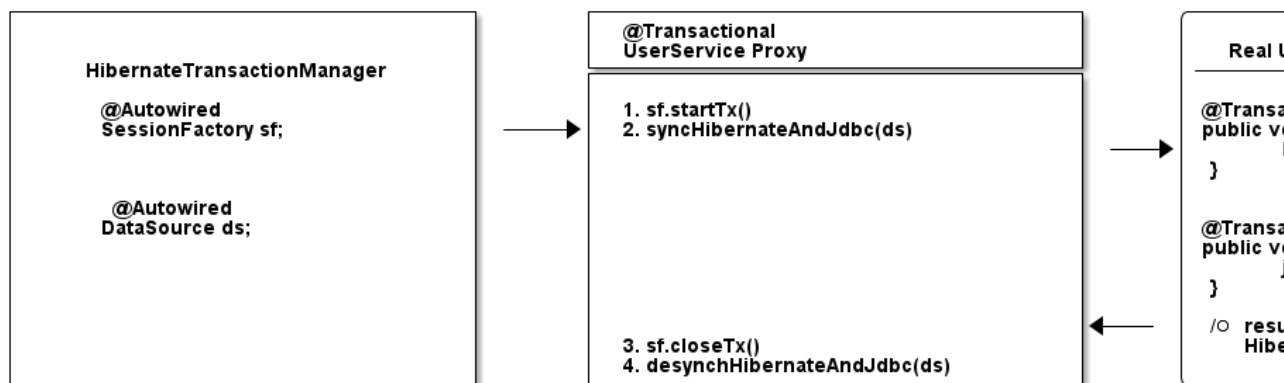 HibernateTransactionManager
@Autowired
SessionFactory sf;
@Autowired
DataSource ds;
@Transactional
UserService Proxy
1. sf.startTx()
2. syncHibernateAndJdbc(ds)
3. sf.closeTx()
4. desynchHibernateAndJdbc(ds)
Real
public
}
public
}